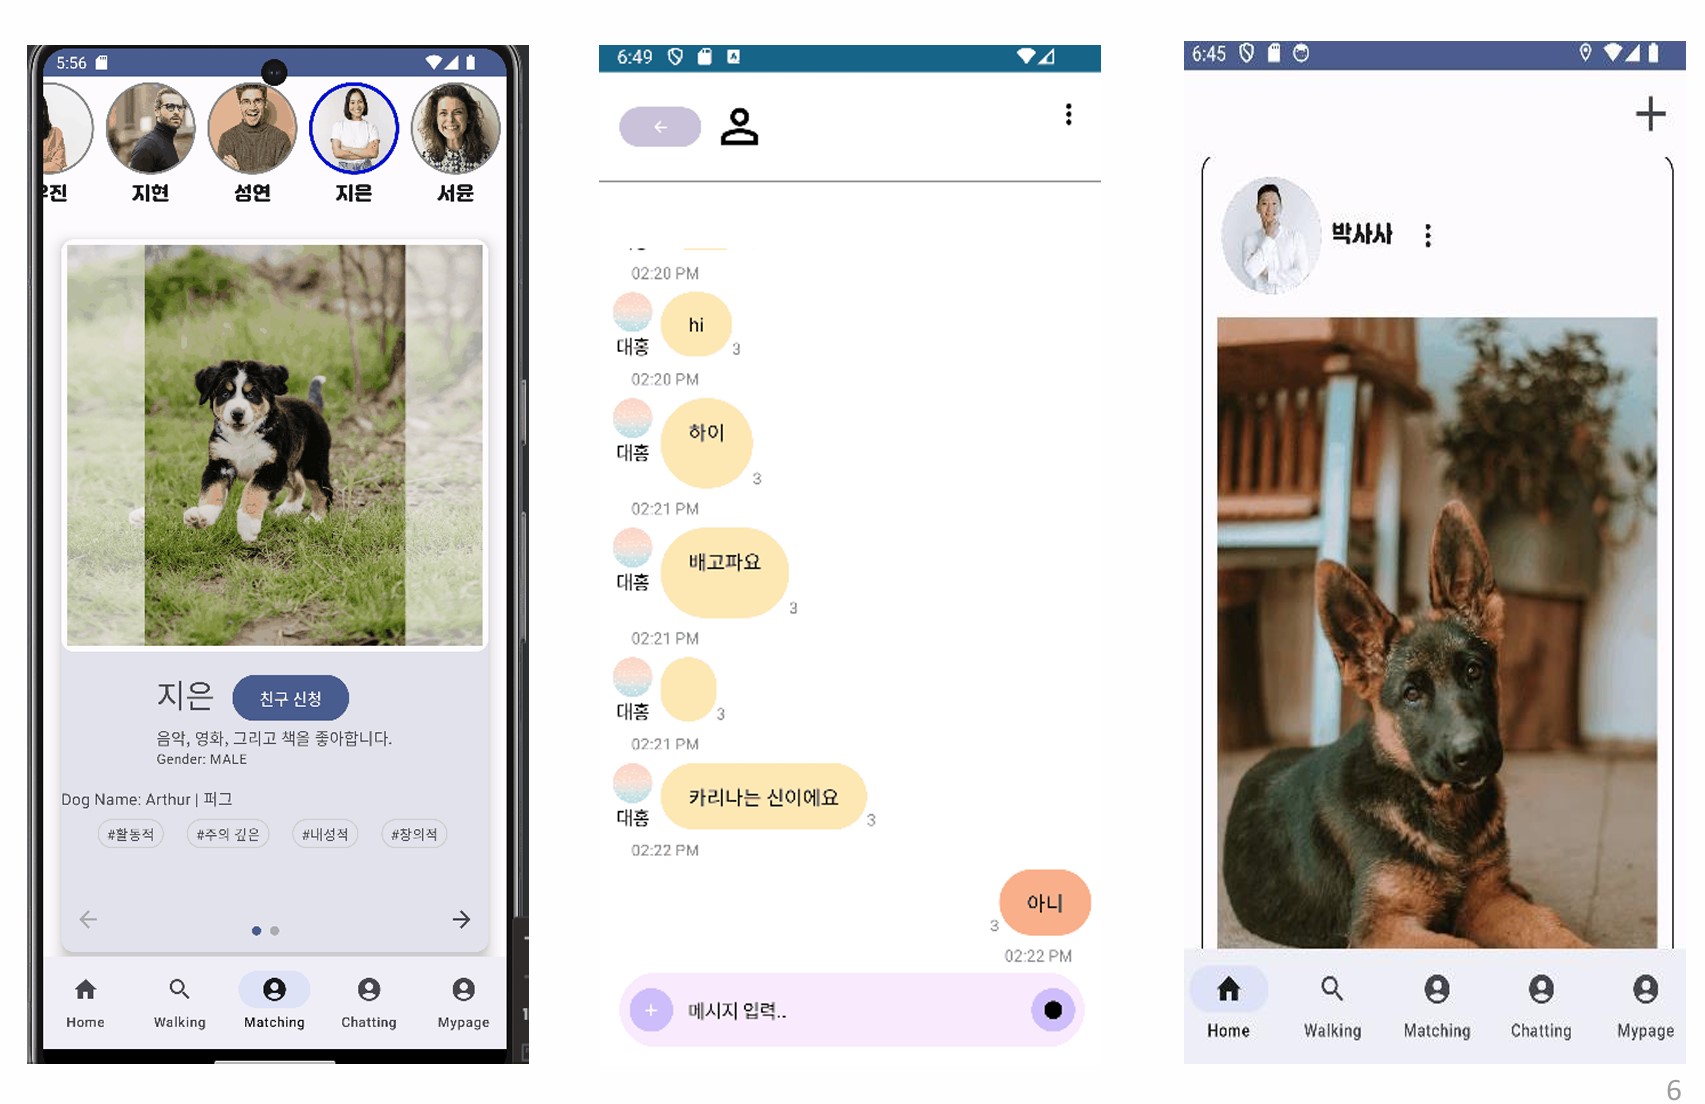 5:56
우진
지현
성연
지은
서윤
지은
친구 신청
음악, 영화, 그리고 책을 좋아합니다.
Gender: MALE
Dog Name: Arthur | 퍼그
#활동적
#주의 깊은
#내성적
#창의적
Home
Walking
Matching
Chatting
Mypage
6:49
02:20 PM
hi
3
대홍
02:20 PM
하이
대홍
3
02:21 PM
배고파요
대홍
3
02:21 PM
대홍
3
02:21 PM
카리나는 신이에요
대홍
3
02:22 PM
아니
3
02:22 PM
메시지 입력..
6:45
박사사
Home
Walking
Matching
Chatting
Mypage
6